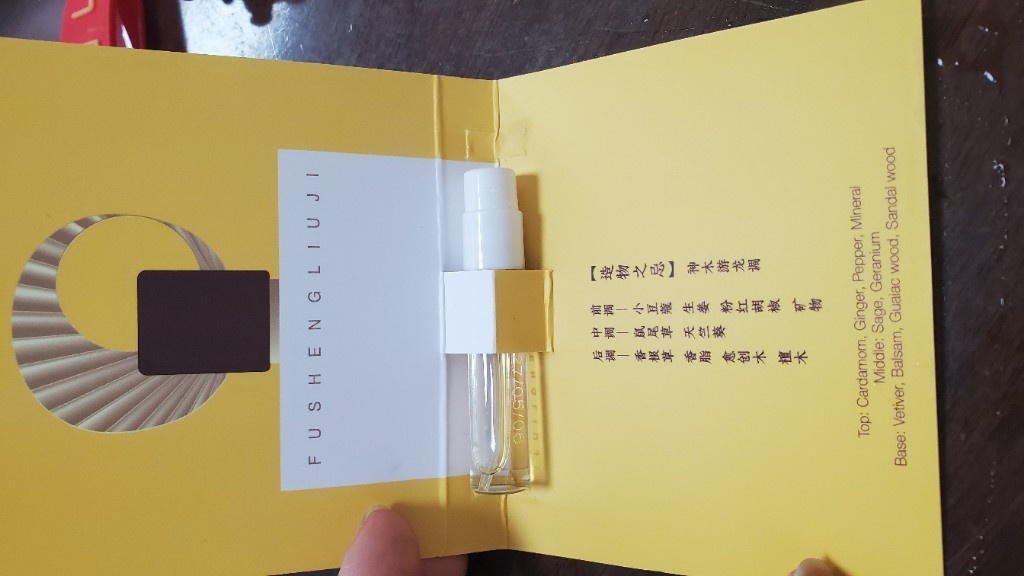 FUSHENGLIUJI
【造物之忌】 神木游龙调
前调|小豆蔻 生姜 粉红胡椒 矿物
中调|鼠尾草 天竺葵
后调|香根草 香脂 愈创木 檀木
Top: Cardamom, Ginger, Pepper, Mineral
Middle: Sage, Geranium
Base: Vetiver, Balsam, Guaiac wood, Sandal wood